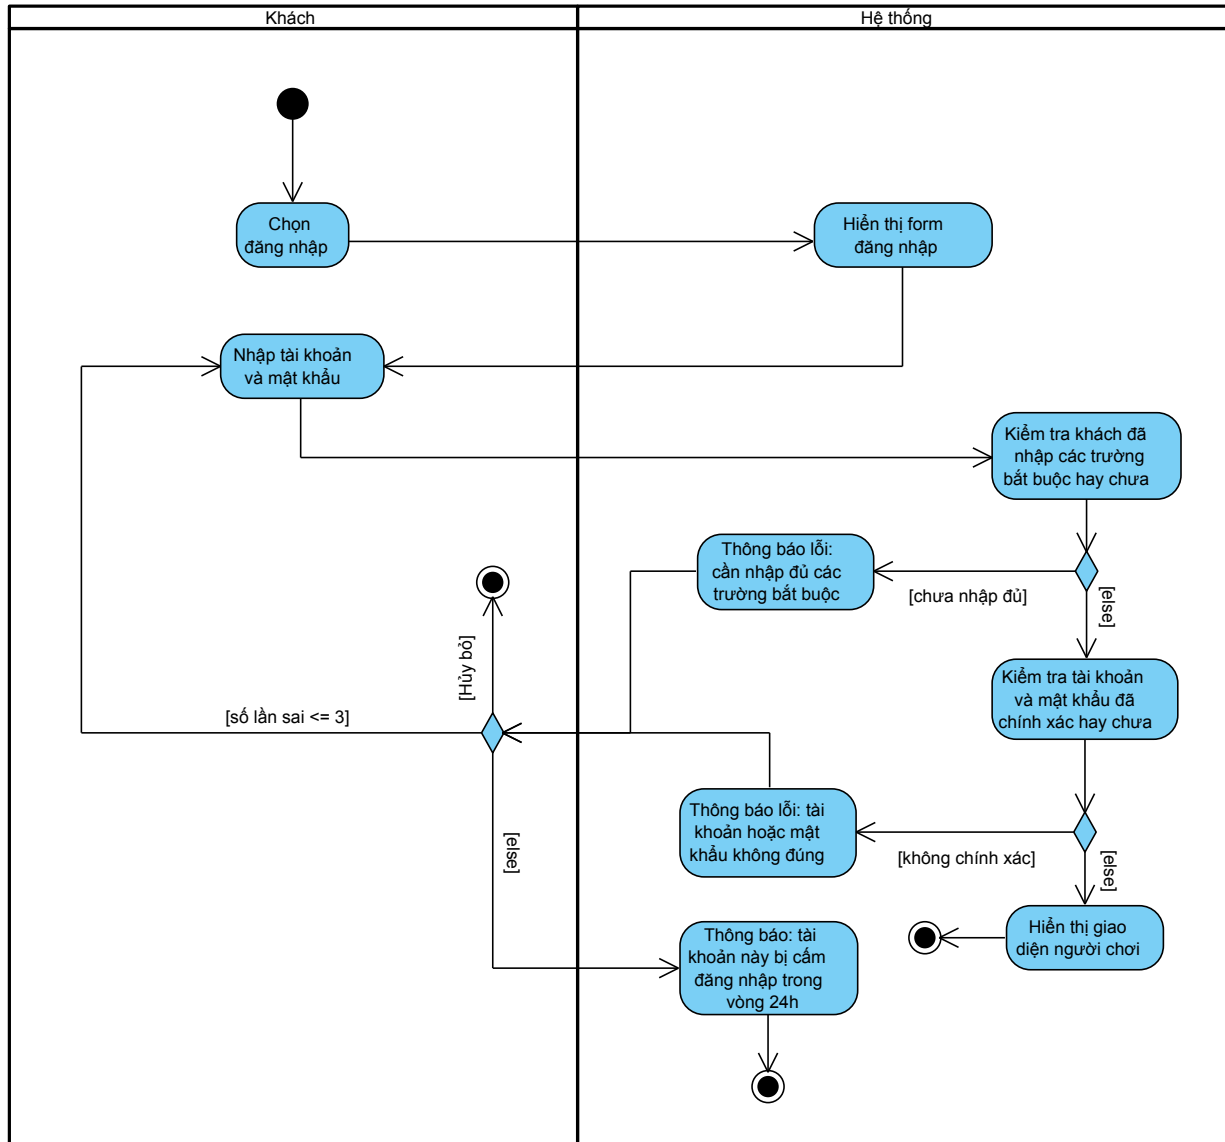 Khách
Hệ thống
Chọn
đăng nhập
Hiển thị form
đăng nhập
Nhập tài khoản
và mật khẩu
Kiểm tra khách đã
nhập các trường
bắt buộc hay chưa
Thông báo lỗi:
cần nhập đủ các
trường bắt buộc
[chưa nhập đủ]
[else]
[Hủy bỏ]
Kiểm tra tài khoản
và mật khẩu đã
chính xác hay chưa
[số lần sai <= 3]
Thông báo lỗi: tài
khoản hoặc mật
khẩu không đúng
[không chính xác]
[else]
[else]
Thông báo: tài
khoản này bị cấm
đăng nhập trong
vòng 24h
Hiển thị giao
diện người chơi